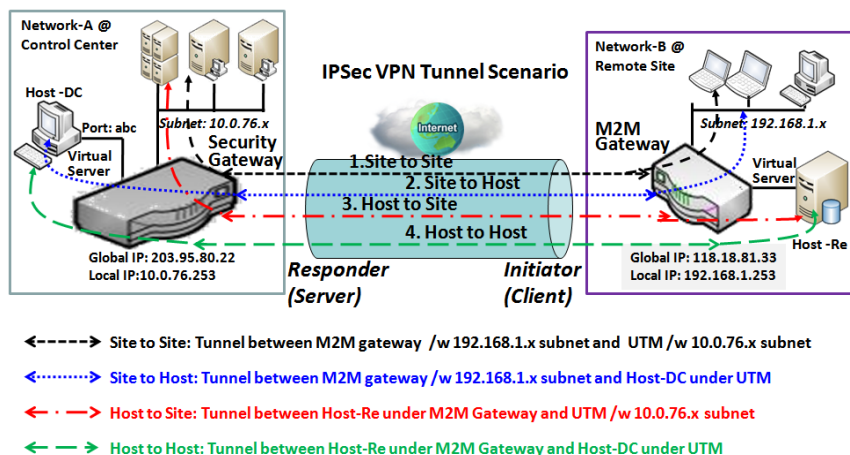 Network-A @
Control Center
Host -DC
Port: abc
Virtual
Server
Subnet: 10.0.76.x
Security
Gateway
Global IP: 203.95.80.22
Local IP:10.0.76.253
IPSec VPN Tunnel Scenario
Internet
1.Site to Site
2. Site to Host
3. Host to Site
4. Host to Host
Responder
(Server)
Initiator
(Client)
Network-B @
Remote Site
Subnet: 192.168.1.x
M2M
Gateway
Virtual
Server
Host -Re
Global IP: 118.18.81.33
Local IP: 192.168.1.253
Site to Site: Tunnel between M2M gateway /w 192.168.1.x subnet and UTM /w 10.0.76.x subnet
Site to Host: Tunnel between M2M gateway /w 192.168.1.x subnet and Host-DC under UTM
Host to Site: Tunnel between Host-Re under M2M Gateway and UTM /w 10.0.76.x subnet
Host to Host: Tunnel between Host-Re under M2M Gateway and Host-DC under UTM